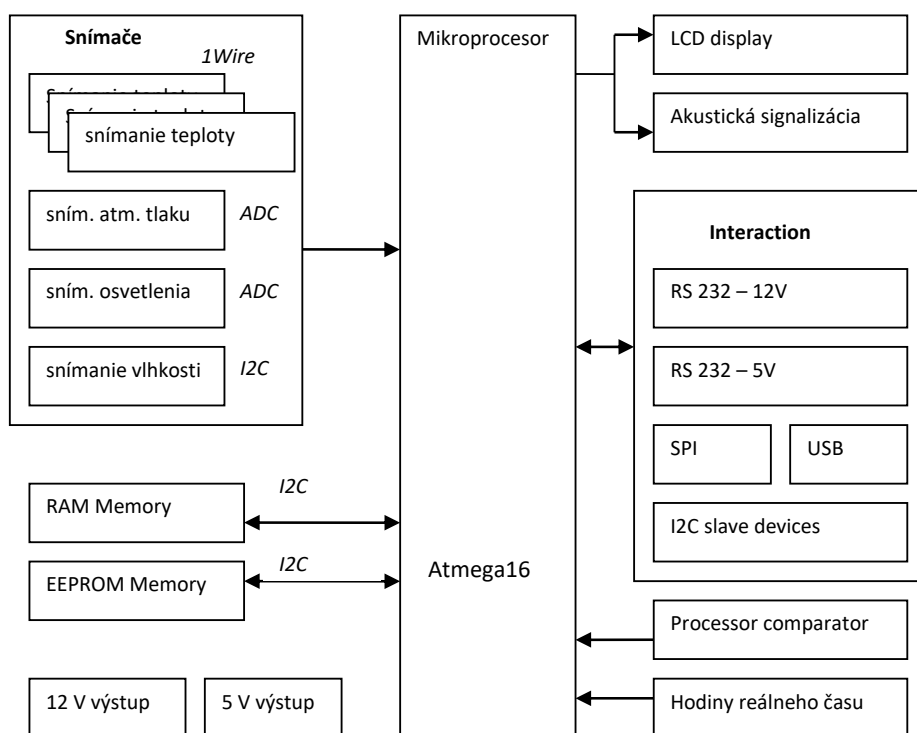 Snímače
1Wire
snímanie teploty
sním. atm. tlaku
ADC
sním. osvetlenia
ADC
snímanie vlhkosti
I2C
RAM Memory
I2C
EEPROM Memory
I2C
12 V výstup
5 V výstup
Mikroprocesor
Atmega16
LCD display
Akustická signalizácia
Interaction
RS 232 – 12V
RS 232 – 5V
SPI
USB
I2C slave devices
Processor comparator
Hodiny reálneho času